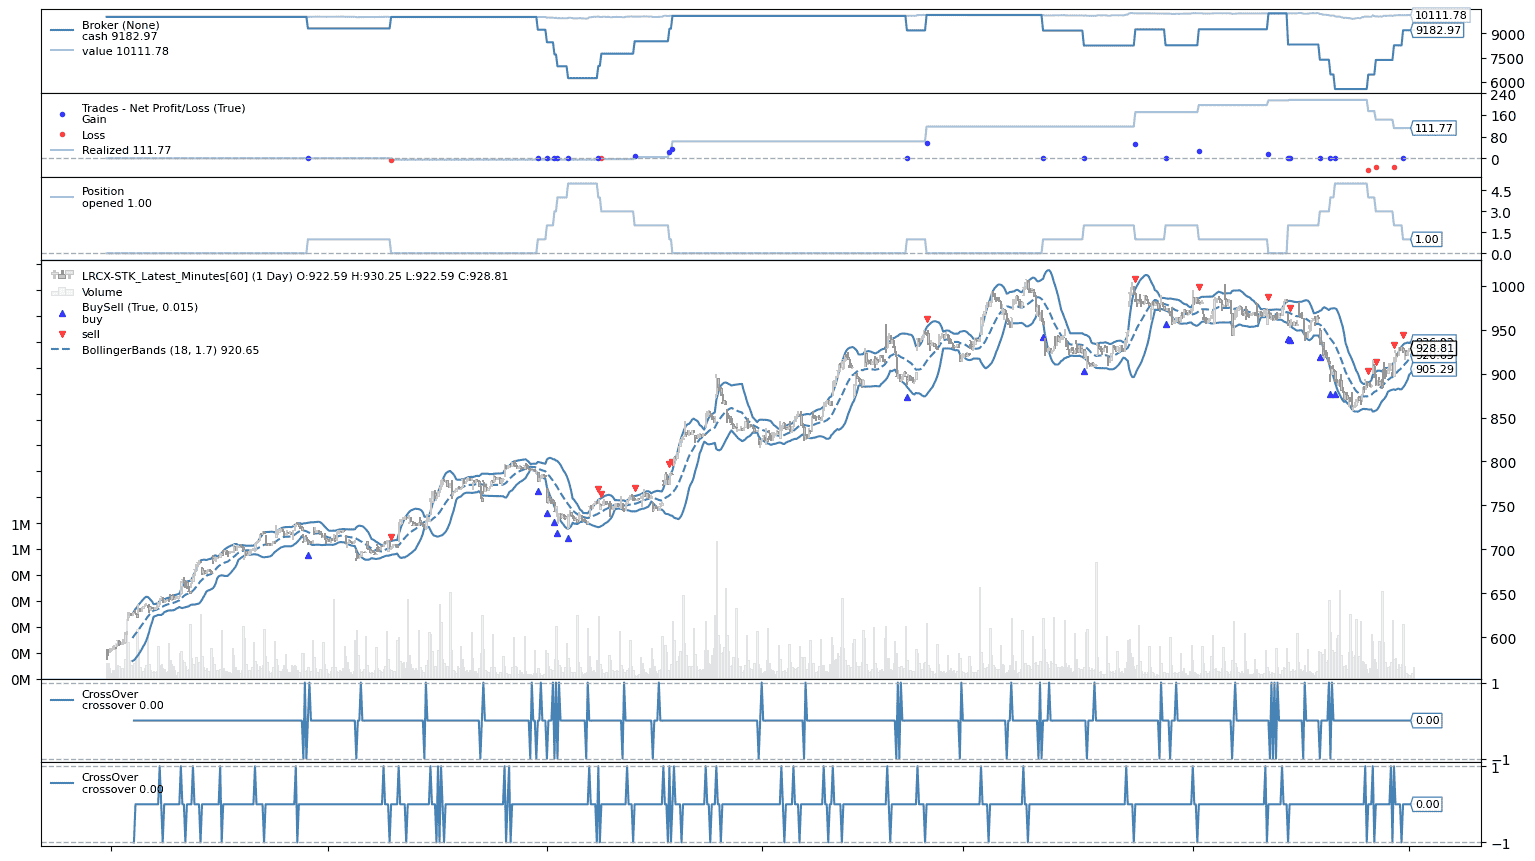 Broker (None)
cash 9182.97
value 10111.78
10111.78
9182.97
9000
7500
6000
Trades - Net Profit/Loss (True)
Gain
Loss
Realized 111.77
240
160
111.77
80
0
Position
opened 1.00
4.5
3.0
1.5
1.00
0.0
LRCX-STK_Latest_Minutes[60] (1 Day) O:922.59 H:930.25 L:922.59 C:928.81
Volume
BuySell (True, 0.015)
buy
sell
BollingerBands (18, 1.7) 920.65
1000
950
928.81
905.29
900
850
800
750
700
650
600
1M
1M
0M
0M
0M
0M
0M
CrossOver
crossover 0.00
1
0.00
−1
CrossOver
crossover 0.00
1
0.00
−1